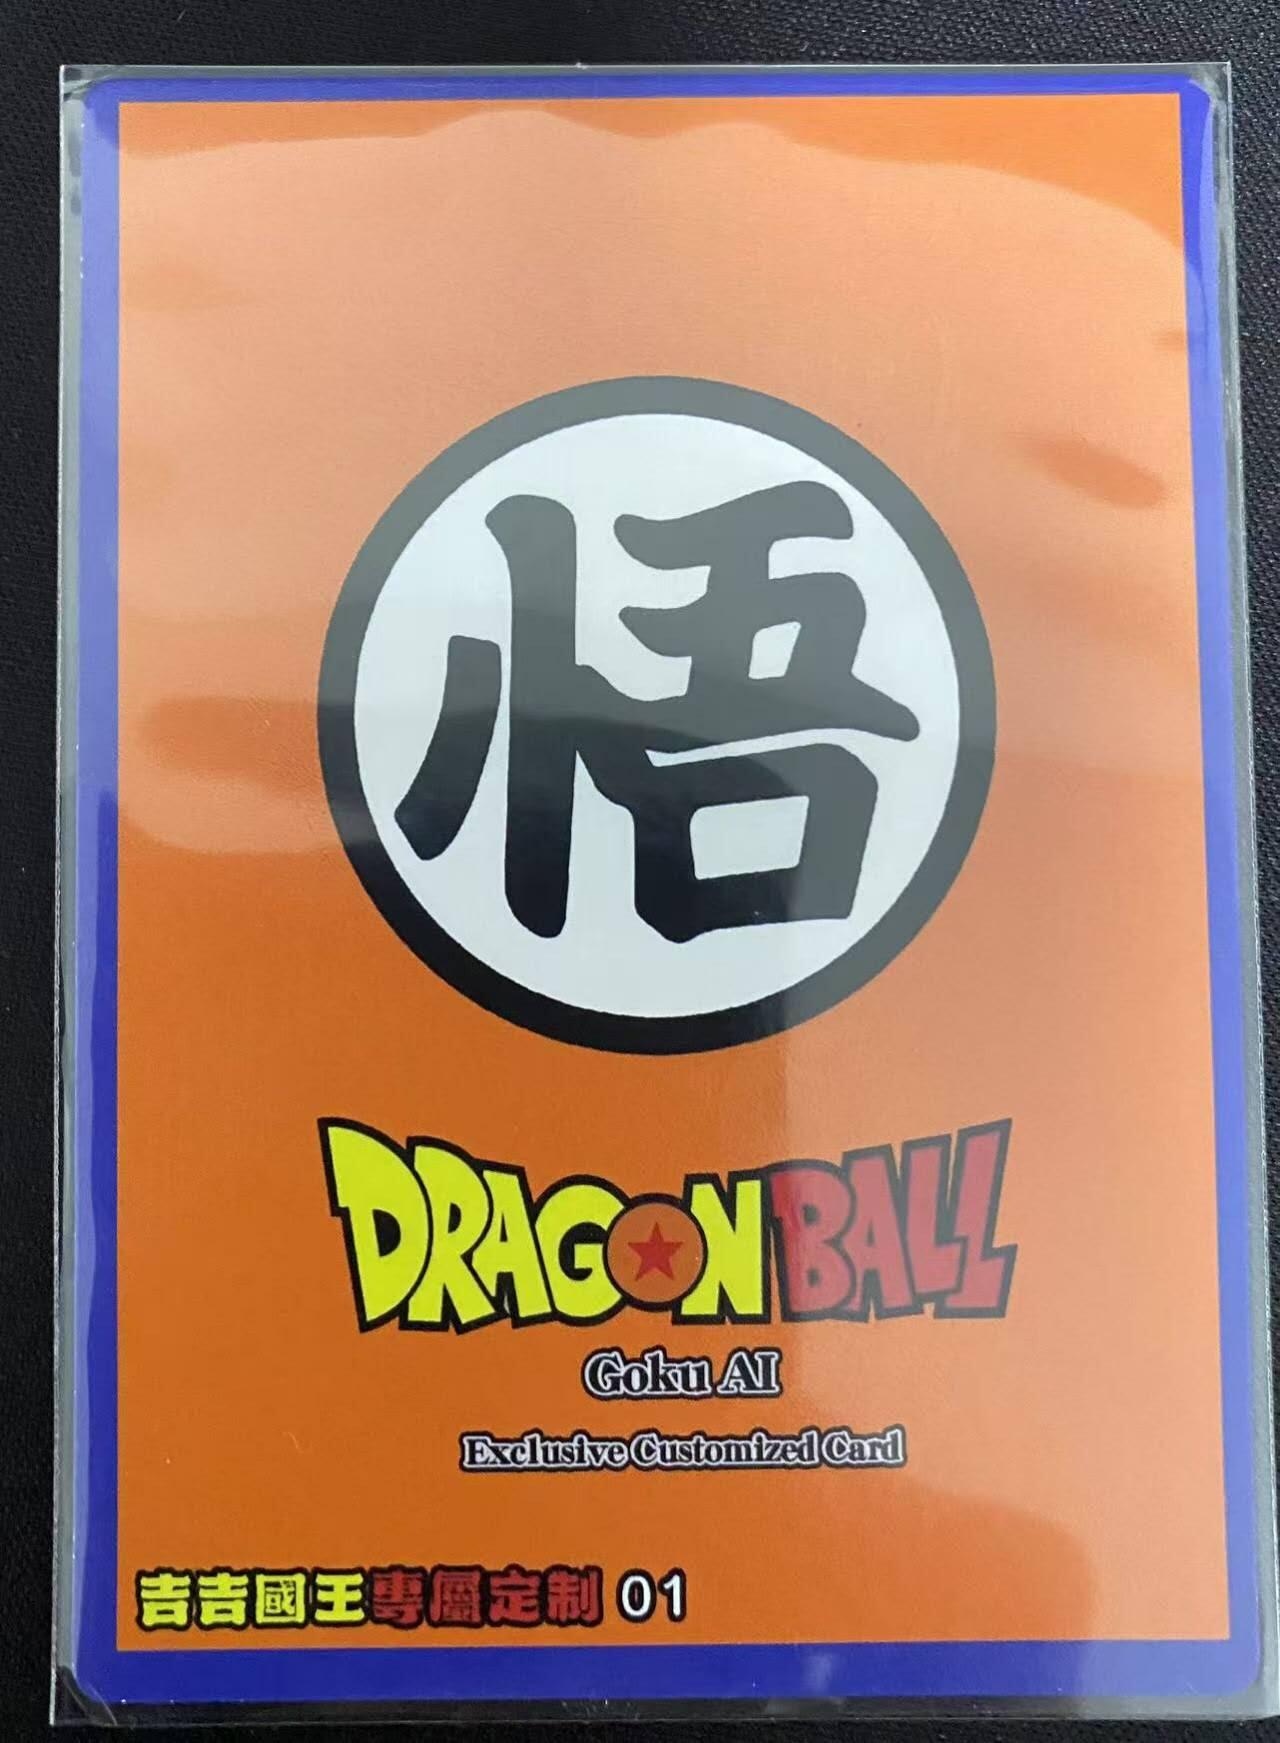 悟
DRAGON BALL
Goku AI
Exclusive Customized Card
吉吉國王專屬定制 01